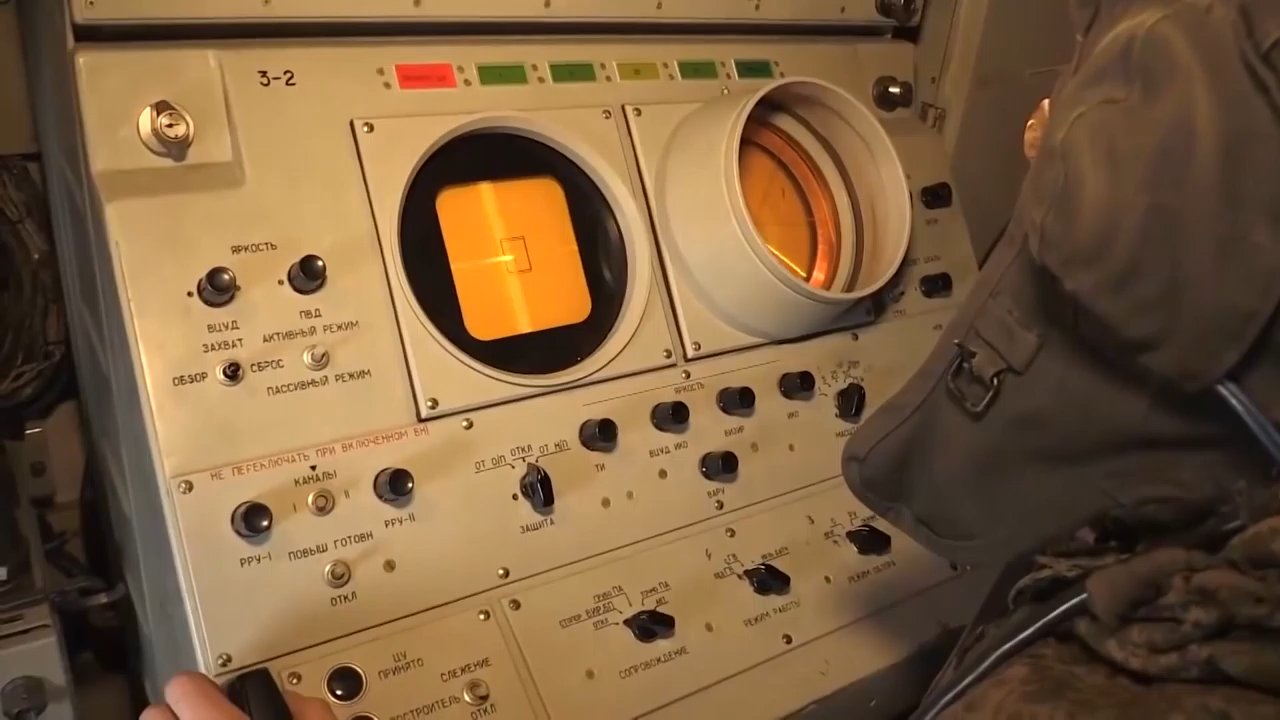 3-2
ЯРКОСТЬ
ВЦУД
ПВД
ЗАХВАТ
АКТИВНЫЙ РЕЖИМ
ОБЗОР
СБРОС
ПАССИВНЫЙ РЕЖИМ
НЕ ПЕРЕКЛЮЧАТЬ ПРИ ВКЛЮЧЕННОМ ВН!
КАНАЛЫ
I
II
РРУ-I
РРУ-II
ПОВЫШ ГОТОВН
ОТКЛ
ОТ О/П
ОТКЛ
ОТ Н/П
ЗАЩИТА
ЯРКОСТЬ
ТИ
ВЦУД ИКО
ВИЗИР
ИКО
ВАРУ
СОПРОВОЖДЕНИЕ
РЕЖИМ РАБОТЫ
РЕЖИМ ОБЗОРА
ОТКЛ
ЦУ
ПРИНЯТО
СЛЕЖЕНИЕ
ОТКЛ